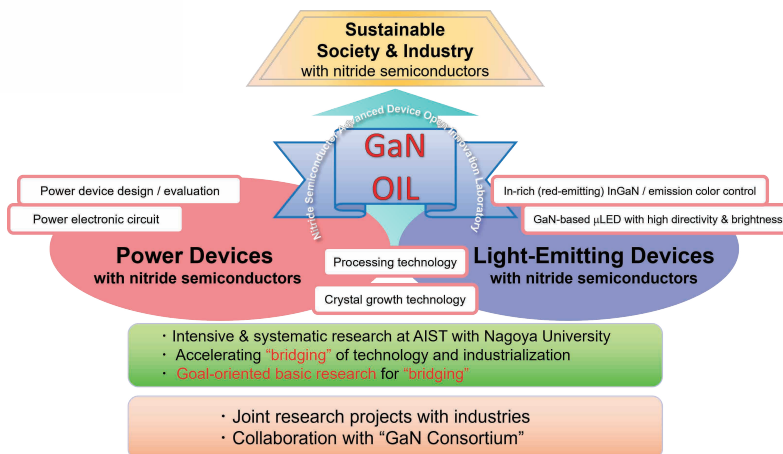 Sustainable
Society & Industry
with nitride semiconductors
Nitride Semiconductor Advanced Device Open Innovation Laboratory
GaN
OIL
Power device design / evaluation
Power electronic circuit
In-rich (red-emitting) InGaN / emission color control
GaN-based μLED with high directivity & brightness
Power Devices
with nitride semiconductors
Light-Emitting Devices
with nitride semiconductors
Processing technology
Crystal growth technology
・Intensive & systematic research at AIST with Nagoya University
・Accelerating “bridging” of technology and industrialization
・Goal-oriented basic research for “bridging”
・Joint research projects with industries
・Collaboration with “GaN Consortium”